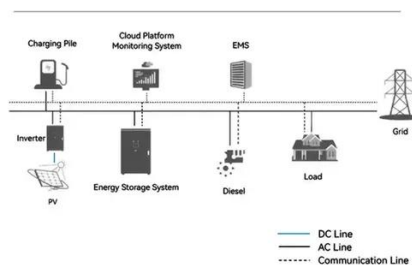 Charging Pile
Cloud Platform
Monitoring System
EMS
Grid
Inverter
PV
Energy Storage System
Diesel
Load
DC Line
AC Line
Communication Line